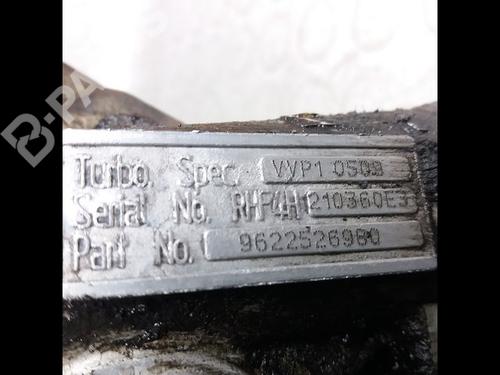 Turbo. Spec. VVP1 0509
Serial No. RHF4H 210360E3
Part No. 9622526980